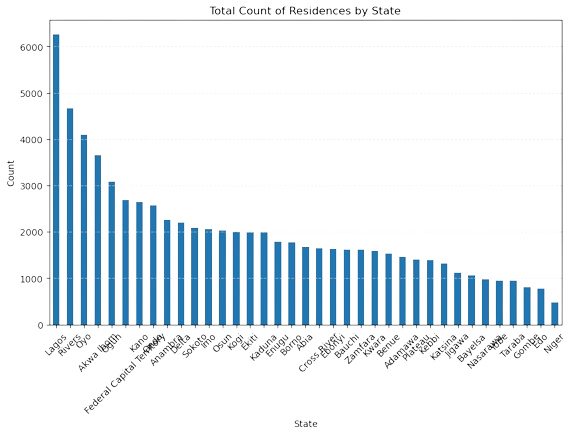 Total Count of Residences by State
Count
6000
5000
4000
3000
2000
1000
0
Lagos
Rivers
Oyo
Akwa Ibom
Ogun
Federal Capital Territory
Kano
Ondo
Anambra
Delta
Sokoto
Imo
Osun
Kogi
Ekiti
Kaduna
Enugu
Borno
Abia
Cross River
Ebonyi
Bauchi
Zamfara
Kwara
Benue
Adamawa
Plateau
Kebbi
Katsina
Jigawa
Bayelsa
Nasarawa
Yobe
Taraba
Gombe
Edo
Niger
State